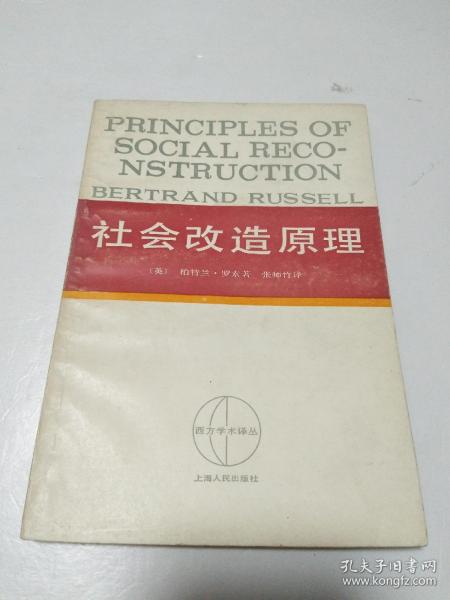 PRINCIPLES OF
SOCIAL RECO-
NSTRUCTION
BERTRAND RUSSELL
社会改造原理
〔英〕 柏特兰·罗素著 张师竹译
西方学术译丛
上海人民出版社
孔夫子旧书网
www.kongfz.com